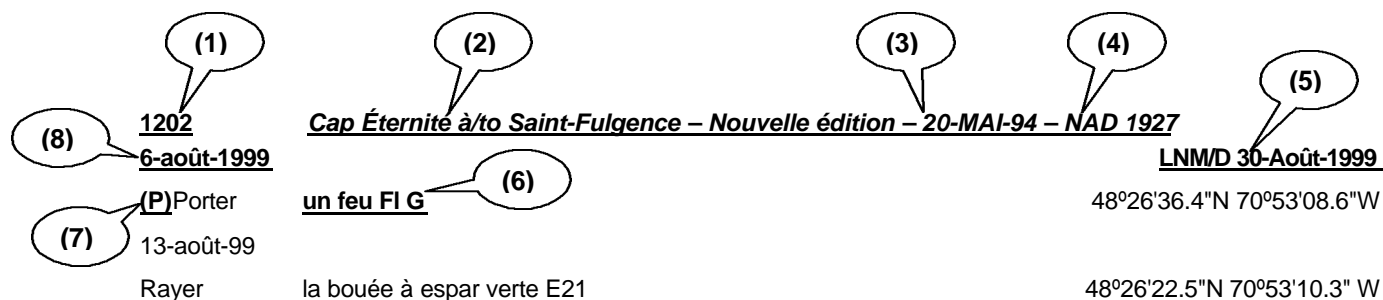 (1) (2) (3) (4)
(5)
1202 Cap Éternité à/to Saint-Fulgence – Nouvelle édition – 20-MAI-94 – NAD 1927
(8) 6-août-1999 LNM/D 30-Août-1999
(P)Porter un feu Fl G (6) 48º26'36.4"N 70º53'08.6"W
(7) 13-août-99
Rayer la bouée à espar verte E21 48º26'22.5"N 70º53'10.3" W